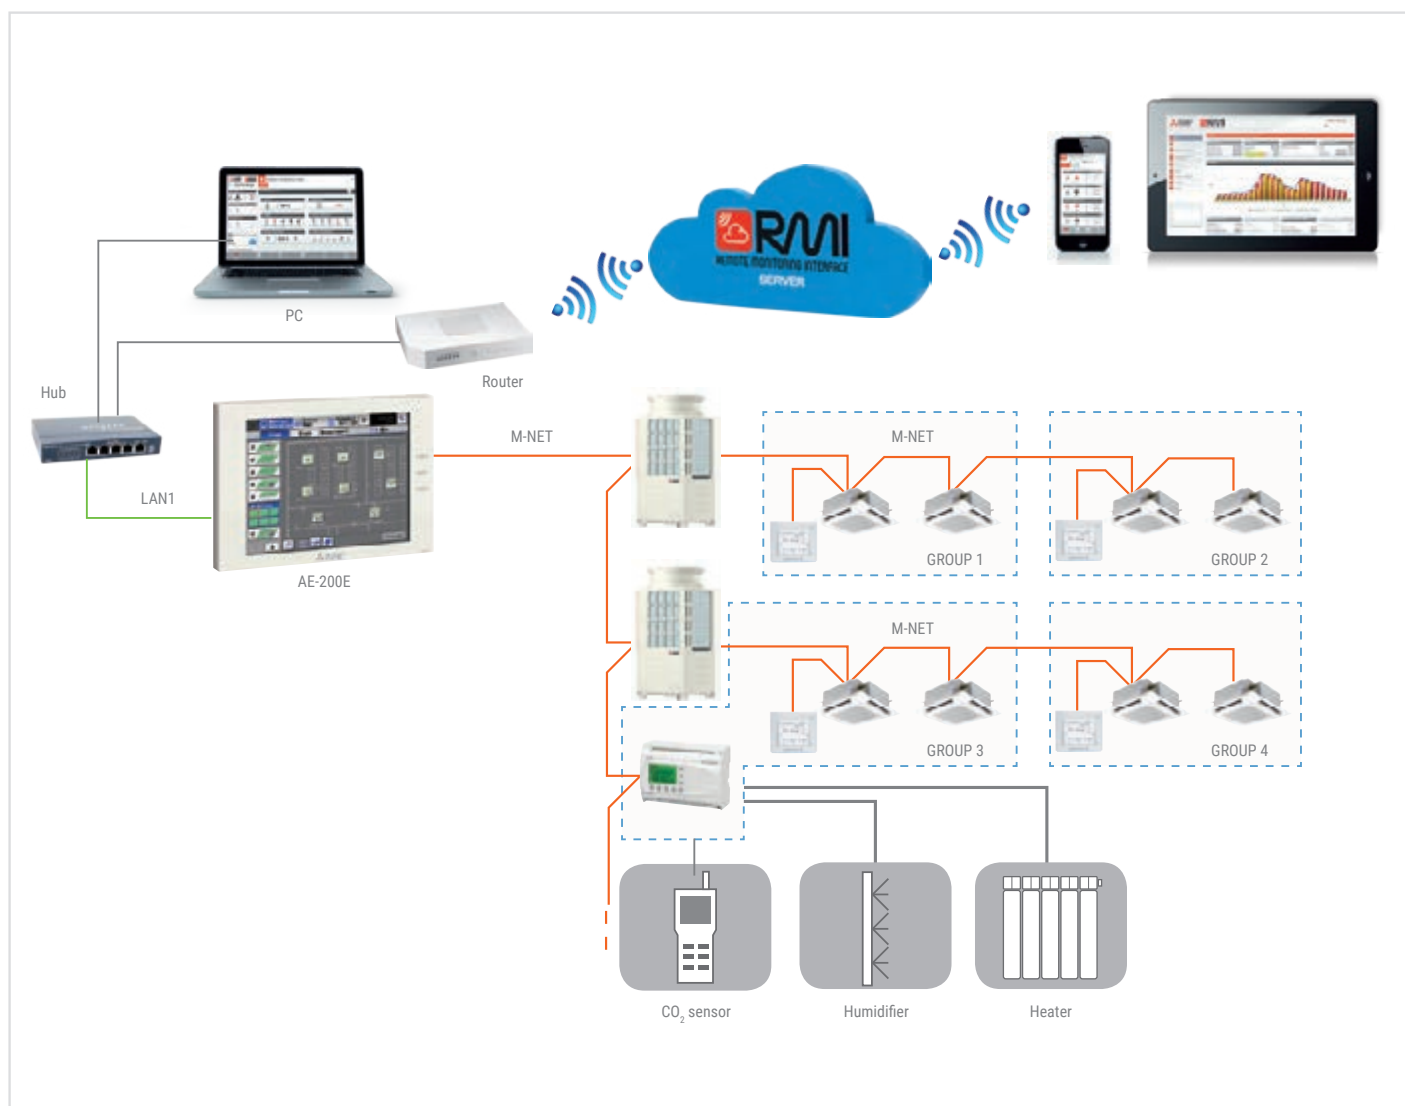 RMI
REMOTE MONITORING INTERFACE
SERVER
RMI
PC
Router
Hub
M-NET
M-NET
LAN1
GROUP 1
GROUP 2
AE-200E
M-NET
GROUP 3
GROUP 4
CO₂ sensor
Humidifier
Heater